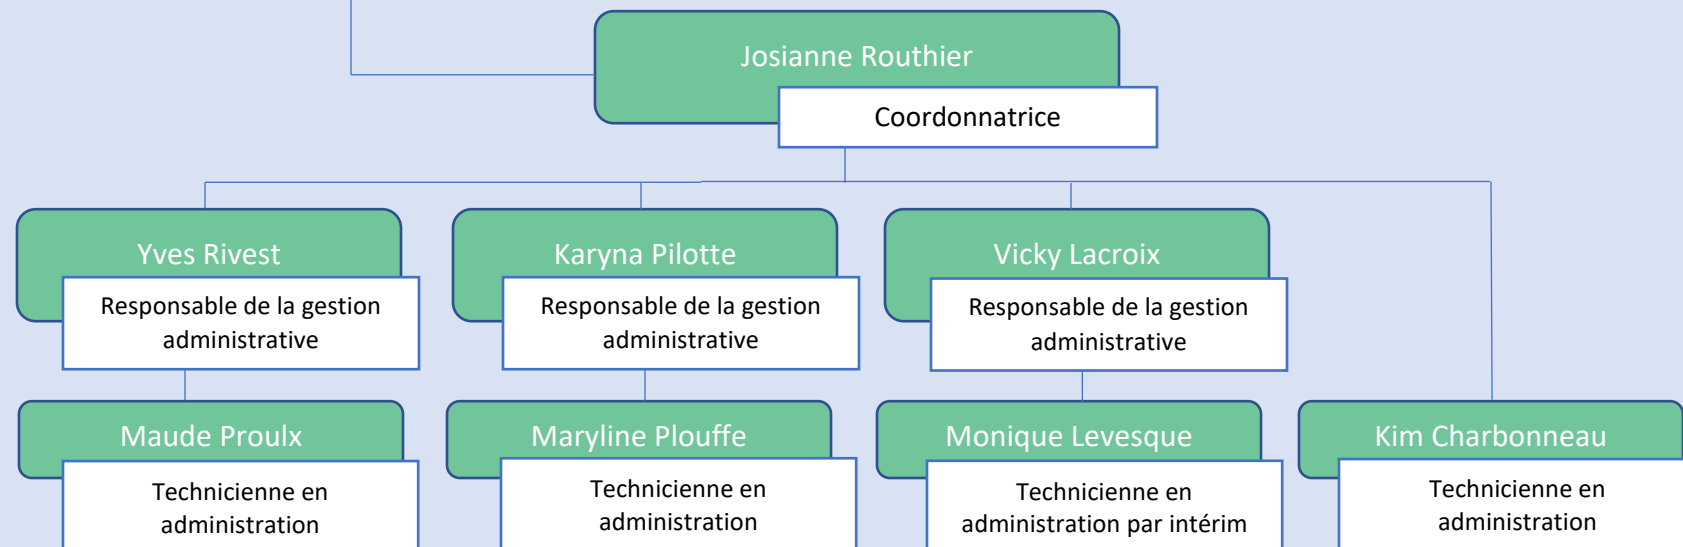 Josianne Routhier
Coordonnatrice
Yves Rivest
Responsable de la gestion
administrative
Karyna Pilotte
Responsable de la gestion
administrative
Vicky Lacroix
Responsable de la gestion
administrative
Maude Proulx
Technicienne en
administration
Maryline Plouffe
Technicienne en
administration
Monique Levesque
Technicienne en
administration par intérim
Kim Charbonneau
Technicienne en
administration